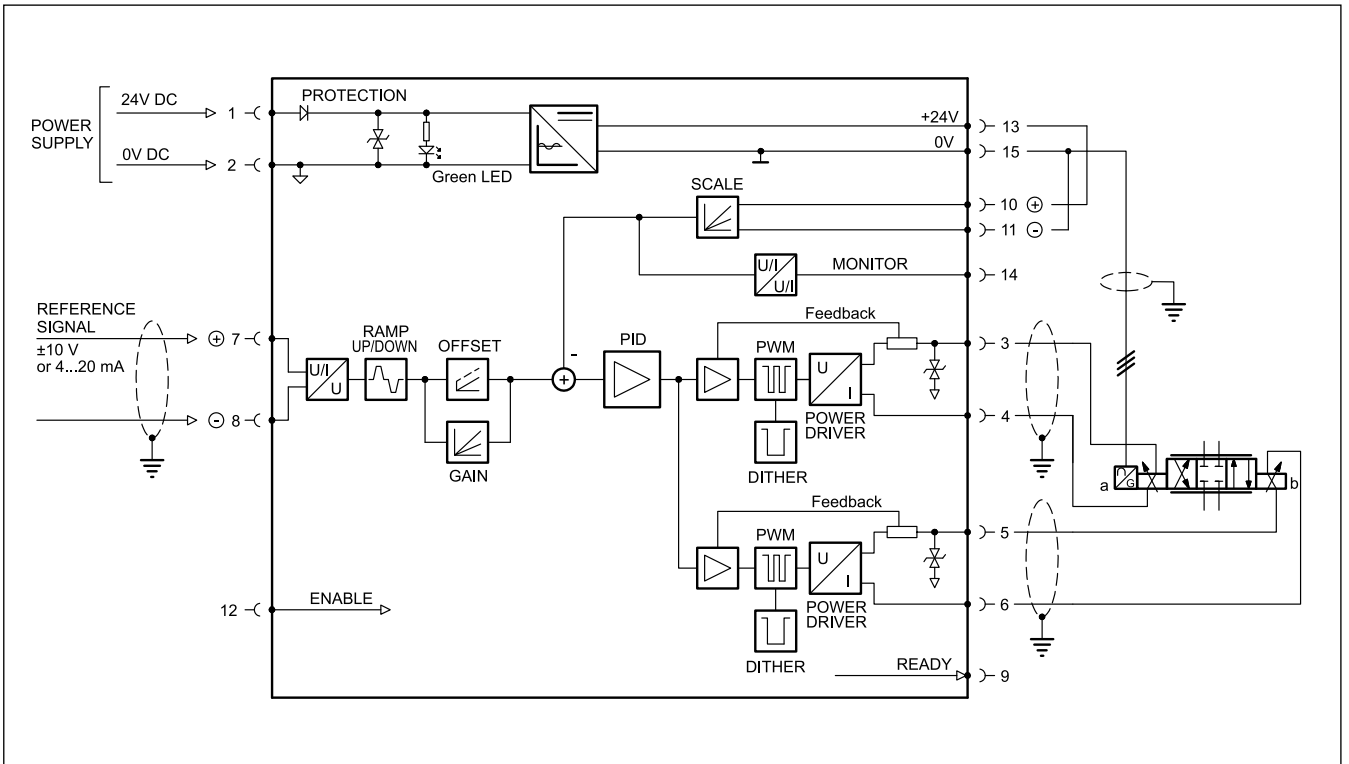 POWER
SUPPLY
24V DC
1
0V DC
2
PROTECTION
Green LED
+24V
13
0V
15
SCALE
10 +
11 -
U/I
U/I
MONITOR
14
REFERENCE
SIGNAL
±10 V
or 4...20 mA
+ 7
- 8
U/I
U
RAMP
UP/DOWN
OFFSET
GAIN
-
+
PID
Feedback
PWM
U
I
POWER
DRIVER
DITHER
3
4
Feedback
PWM
U
I
POWER
DRIVER
DITHER
5
6
a
G
b
12
ENABLE
READY
9